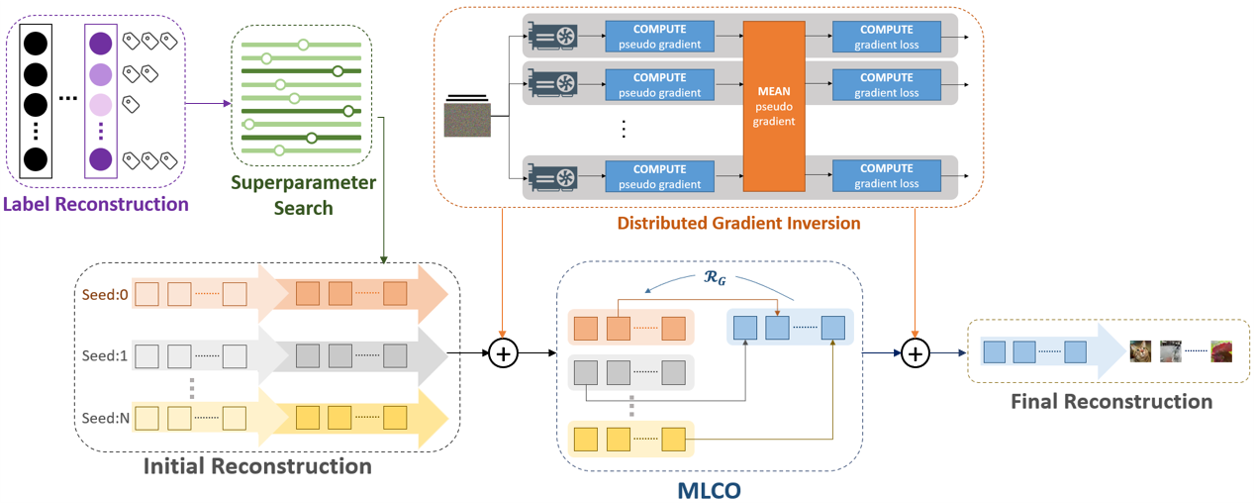 Label Reconstruction
Superparameter
Search
COMPUTE
pseudo gradient
COMPUTE
pseudo gradient
COMPUTE
pseudo gradient
MEAN
pseudo
gradient
COMPUTE
gradient loss
COMPUTE
gradient loss
COMPUTE
gradient loss
Distributed Gradient Inversion
Seed:0
Seed:1
Seed:N
Initial Reconstruction
+
ℛG
MLCO
+
Final Reconstruction